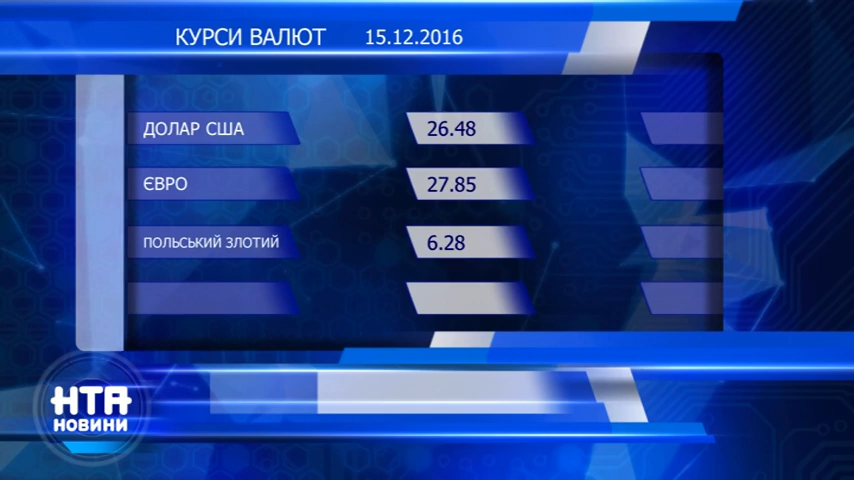 КУРСИ ВАЛЮТ 15.12.2016
ДОЛАР США 26.48
ЄВРО 27.85
ПОЛЬСЬКИЙ ЗЛОТИЙ 6.28
НТА
НОВИНИ